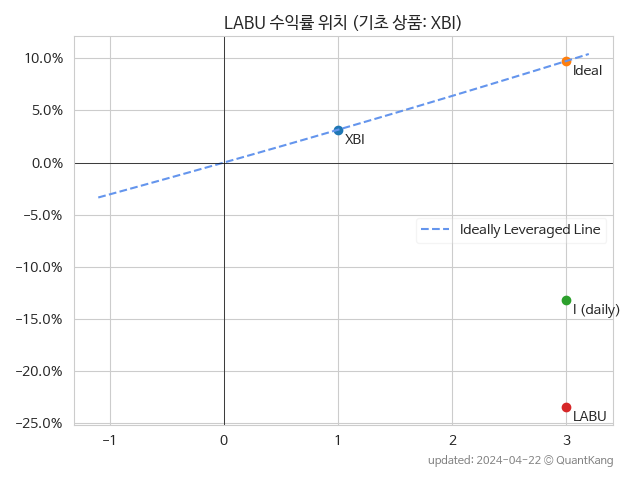 LABU 수익률 위치 (기초 상품: XBI)
10.0%
5.0%
0.0%
−5.0%
−10.0%
−15.0%
−20.0%
−25.0%
Ideal
XBI
Ideally Leveraged Line
I (daily)
LABU
−1 0 1 2 3
updated: 2024-04-22 © QuantKang